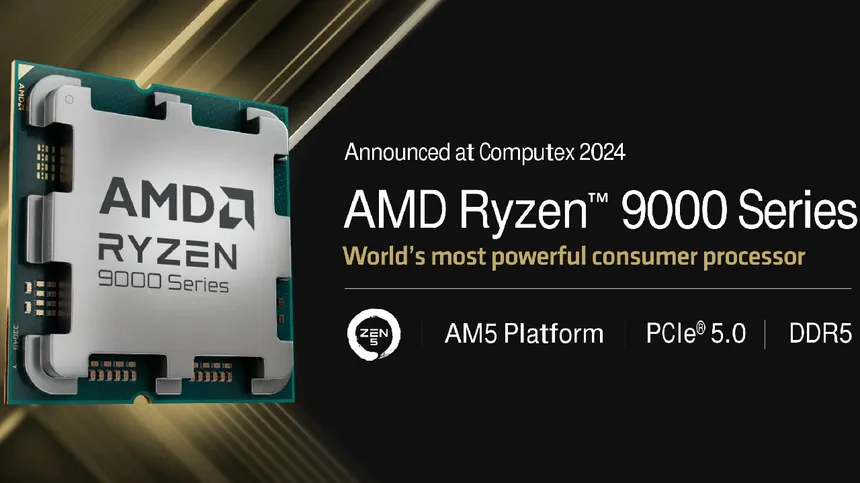 AMD
AMD
RYZEN
9000 Series
Announced at Computex 2024
AMD Ryzen™ 9000 Series
World's most powerful consumer processor
ZEN
5
AM5 Platform
PCIe® 5.0
DDR5